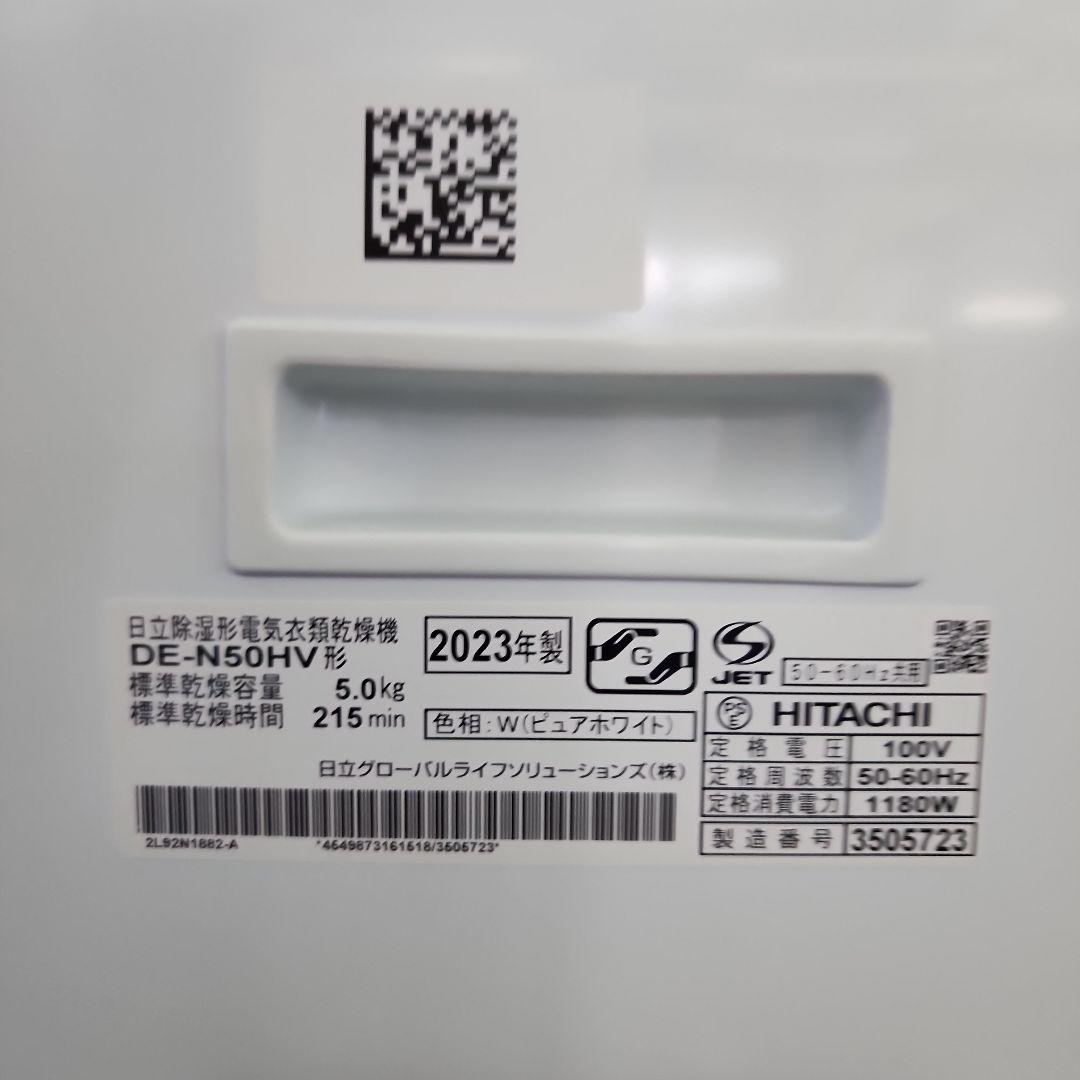 日立除湿形電気衣類乾燥機
DE-N50HV形
標準乾燥容量 5.0kg
標準乾燥時間 215min
2023年製
G
色相：W（ピュアホワイト）
日立グローバルライフソリューションズ（株）
2L92N1882-A
*4549873161518/3505723*
S
JET
50-60Hz共用
PS
E
HITACHI
定格電圧 100V
定格周波数 50-60Hz
定格消費電力 1180W
製造番号 3505723